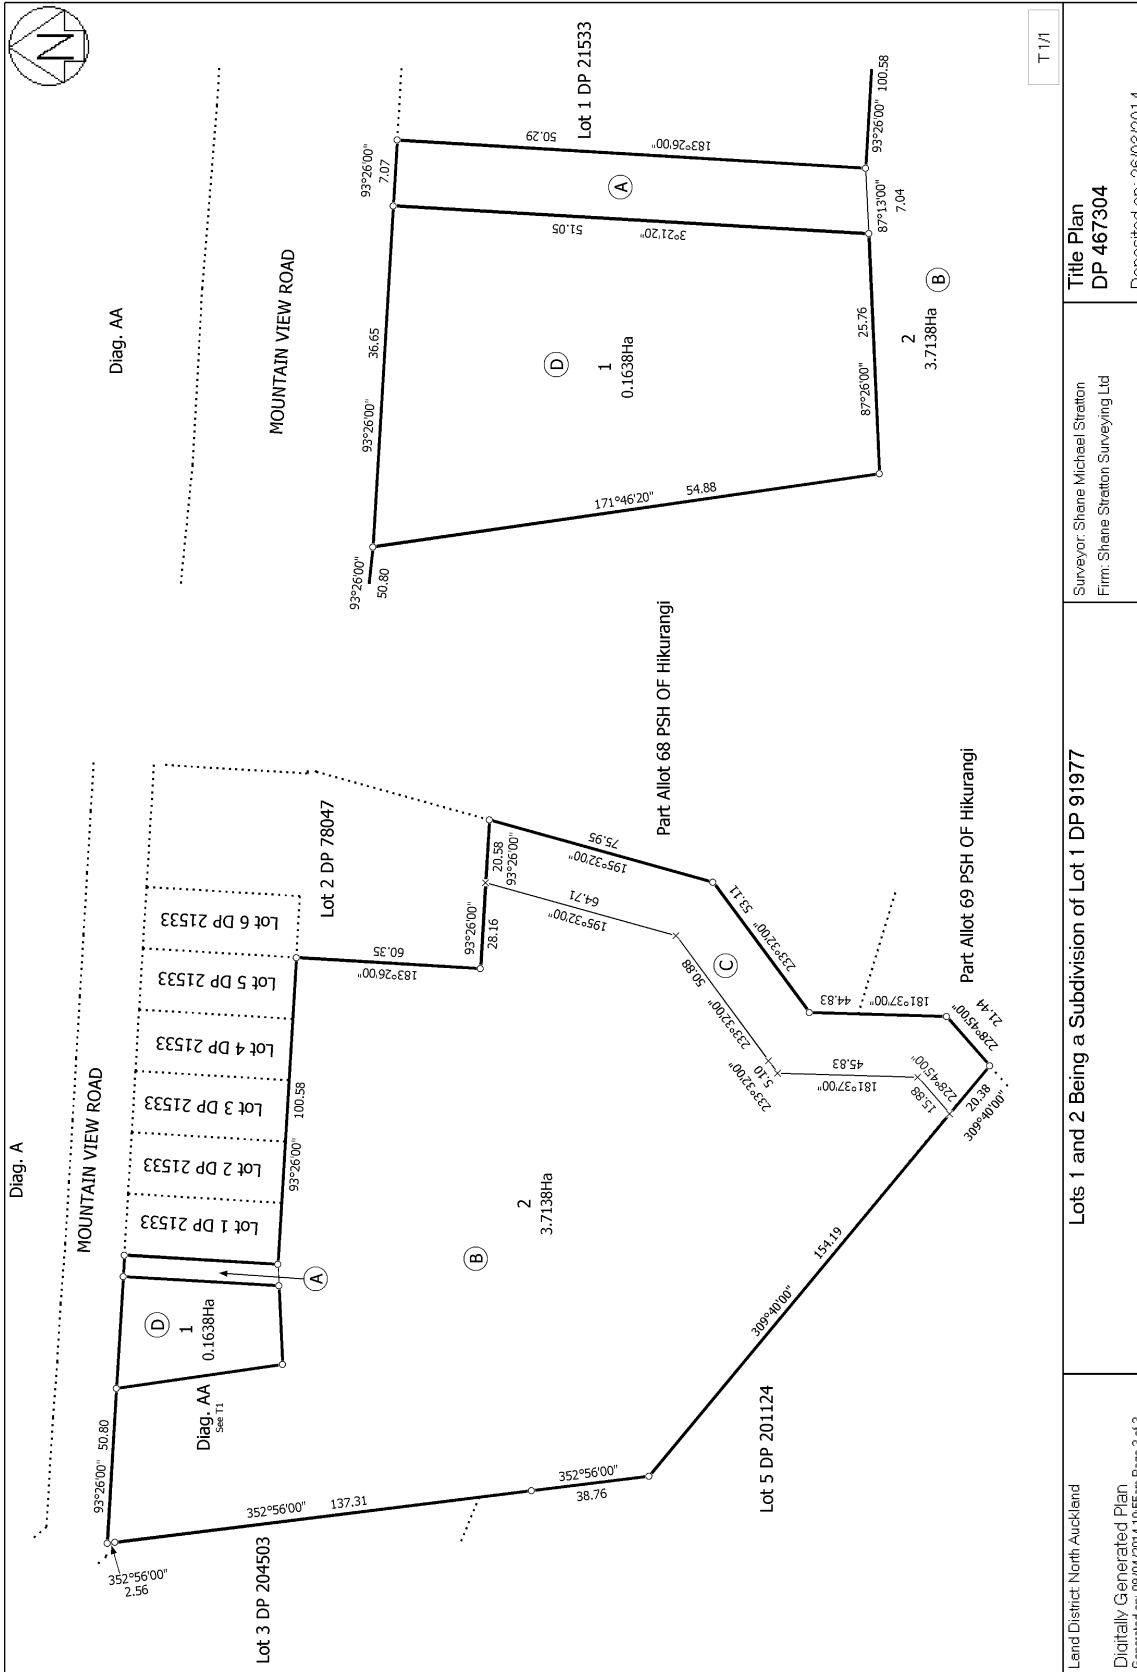 N
Diag. A
MOUNTAIN VIEW ROAD
93°26'00" 50.80
352°56'00"
2.56
Lot 3 DP 204503
352°56'00" 137.31
352°56'00"
38.76
Lot 5 DP 201124
309°40'00" 154.19
20.38
309°40'00"
228°45'00"
21.44
15.88
228°45'00"
181°37'00" 44.83
181°37'00" 45.83
233°32'00"
5.10
233°32'00" 50.88
233°32'00" 53.11
195°32'00" 64.71
195°32'00" 75.95
20.58
93°26'00"
93°26'00"
28.16
183°26'00" 60.35
93°26'00" 100.58
Diag. AA
See T1
D
1
0.1638Ha
A
B
2
3.7138Ha
C
Lot 1 DP 21533
Lot 2 DP 21533
Lot 3 DP 21533
Lot 4 DP 21533
Lot 5 DP 21533
Lot 6 DP 21533
Lot 2 DP 78047
Part Allot 68 PSH OF Hikurangi
Part Allot 69 PSH OF Hikurangi
Diag. AA
MOUNTAIN VIEW ROAD
93°26'00"
50.80
93°26'00" 36.65
93°26'00"
7.07
171°46'20" 54.88
D
1
0.1638Ha
3°21'20" 51.05
A
183°26'00" 50.29
Lot 1 DP 21533
87°26'00" 25.76
87°13'00"
7.04
93°26'00" 100.58
2
3.7138Ha
B
T 1/1
Land District: North Auckland
Digitally Generated Plan
Lots 1 and 2 Being a Subdivision of Lot 1 DP 91977
Surveyor: Shane Michael Stratton
Firm: Shane Stratton Surveying Ltd
Title Plan
DP 467304